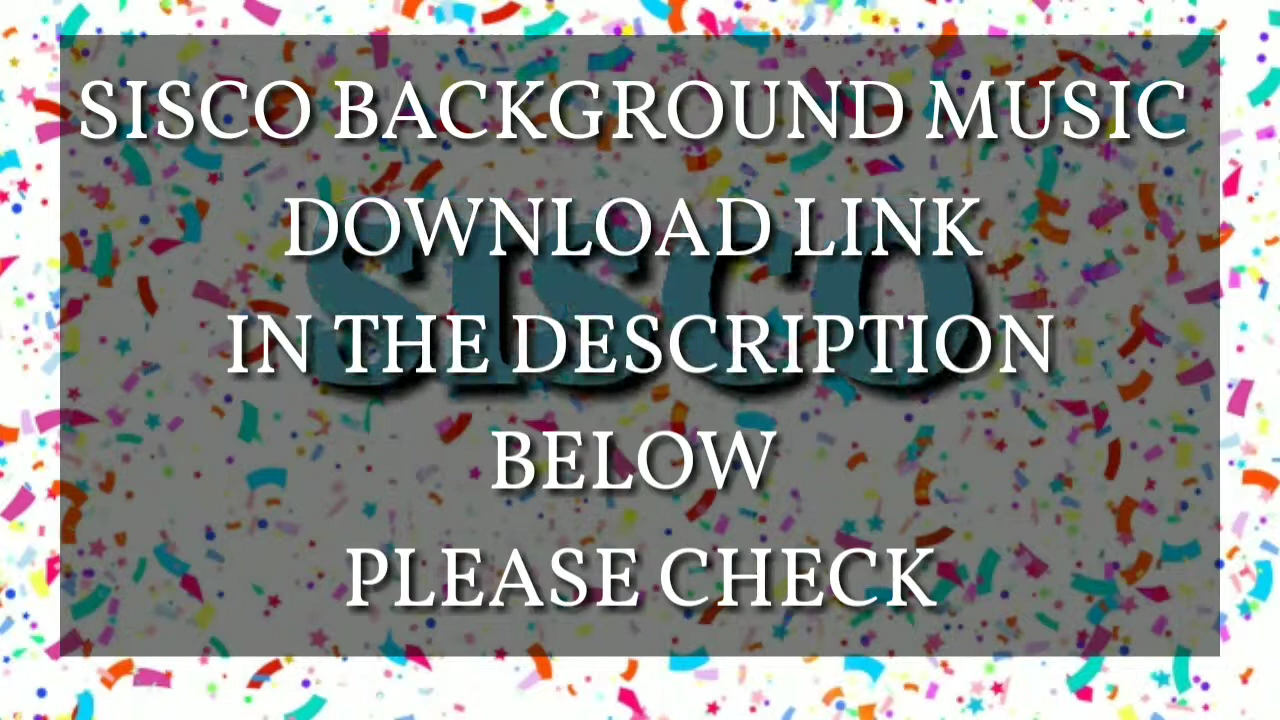 SISCO BACKGROUND MUSIC
DOWNLOAD LINK
SISCO
IN THE DESCRIPTION
BELOW
PLEASE CHECK